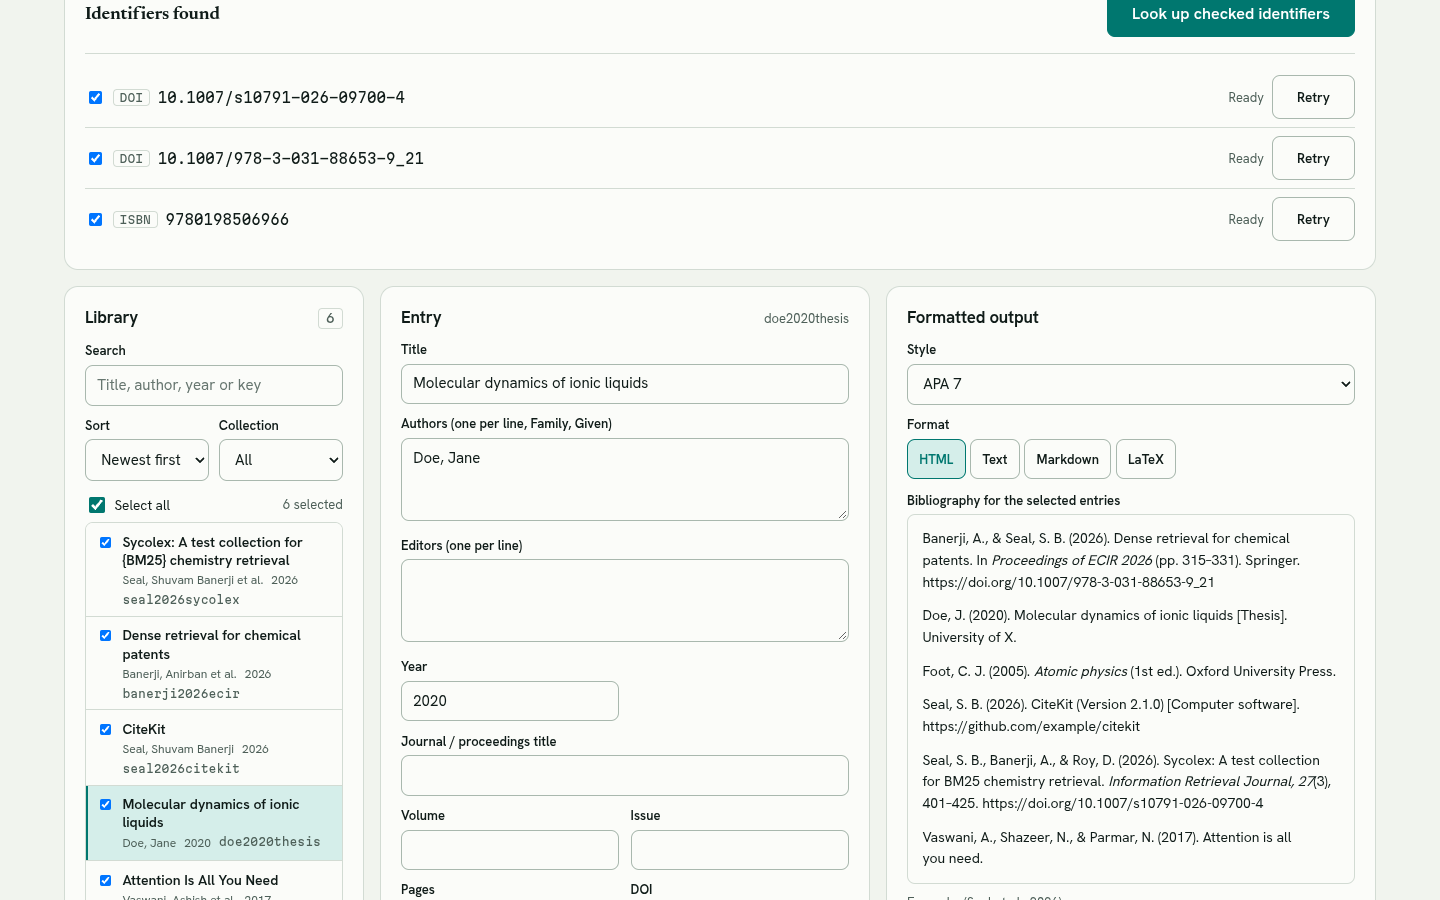 Identifiers found
Look up checked identifiers
DOI 10.1007/s10791-026-09700-4 Ready Retry
DOI 10.1007/978-3-031-88653-9_21 Ready Retry
ISBN 9780198506966 Ready Retry
Library 6
Search
Title, author, year or key
Sort Collection
Newest first All
Select all 6 selected
Sycolex: A test collection for
{BM25} chemistry retrieval
Seal, Shuvam Banerji et al. 2026
seal2026sycolex
Dense retrieval for chemical
patents
Banerji, Anirban et al. 2026
banerji2026ecir
CiteKit
Seal, Shuvam Banerji 2026
seal2026citekit
Molecular dynamics of ionic
liquids
Doe, Jane 2020 doe2020thesis
Attention Is All You Need
Vaswani, Ashish et al. 2017
Entry doe2020thesis
Title
Molecular dynamics of ionic liquids
Authors (one per line, Family, Given)
Doe, Jane
Editors (one per line)
Year
2020
Journal / proceedings title
Volume Issue
Pages DOI
Formatted output
Style
APA 7
Format
HTML Text Markdown LaTeX
Bibliography for the selected entries
Banerji, A., & Seal, S. B. (2026). Dense retrieval for chemical
patents. In Proceedings of ECIR 2026 (pp. 315–331). Springer.
https://doi.org/10.1007/978-3-031-88653-9_21
Doe, J. (2020). Molecular dynamics of ionic liquids [Thesis].
University of X.
Foot, C. J. (2005). Atomic physics (1st ed.). Oxford University Press.
Seal, S. B. (2026). CiteKit (Version 2.1.0) [Computer software].
https://github.com/example/citekit
Seal, S. B., Banerji, A., & Roy, D. (2026). Sycolex: A test collection
for BM25 chemistry retrieval. Information Retrieval Journal, 27(3),
401–425. https://doi.org/10.1007/s10791-026-09700-4
Vaswani, A., Shazeer, N., & Parmar, N. (2017). Attention is all
you need.